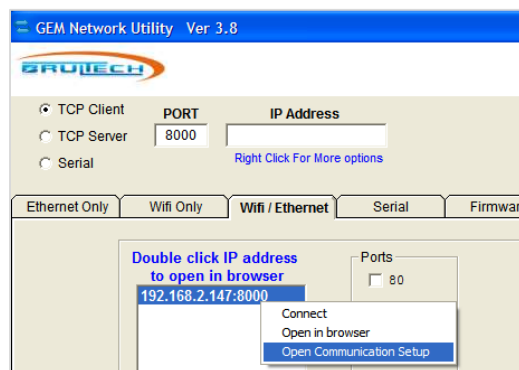 GEM Network Utility Ver 3.8
BRULTECH
TCP Client
TCP Server
Serial
PORT
8000
IP Address
Right Click For More options
Ethernet Only
Wifi Only
Wifi / Ethernet
Serial
Firmwar
Double click IP address
to open in browser
192.168.2.147:8000
Ports
80
Connect
Open in browser
Open Communication Setup